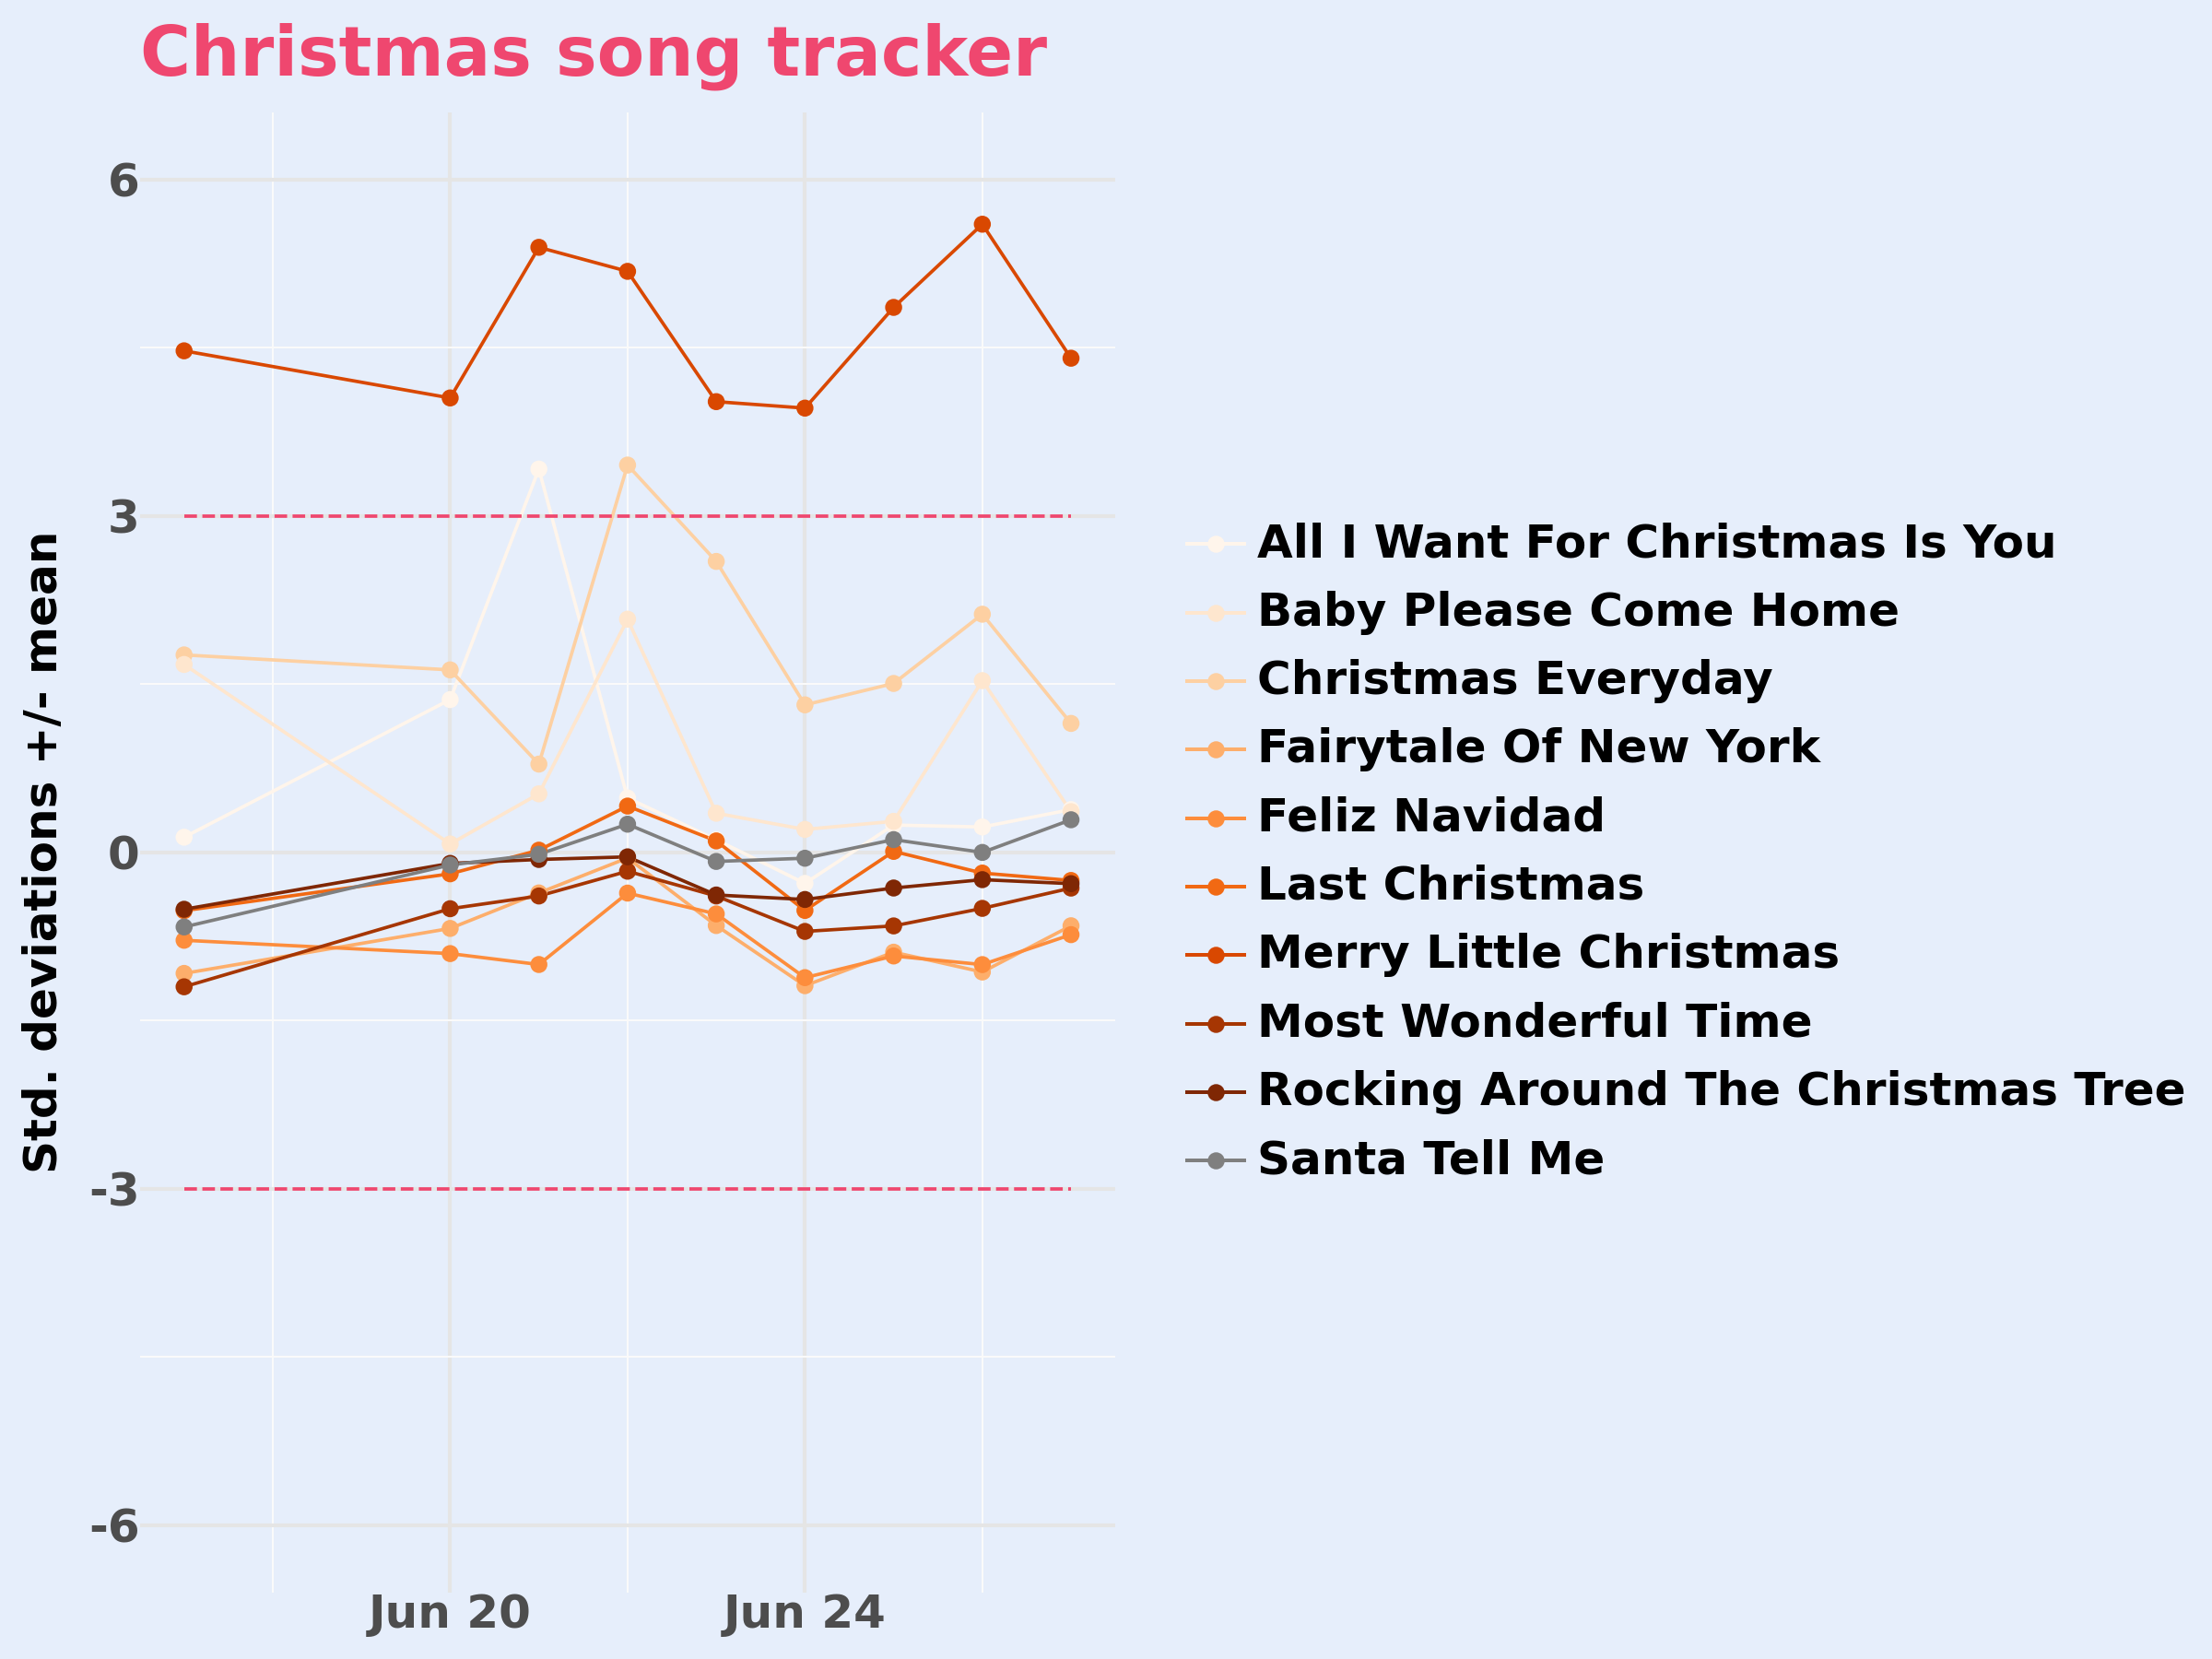 Christmas song tracker
Std. deviations +/- mean
6
3
0
-3
-6
Jun 20
Jun 24
All I Want For Christmas Is You
Baby Please Come Home
Christmas Everyday
Fairytale Of New York
Feliz Navidad
Last Christmas
Merry Little Christmas
Most Wonderful Time
Rocking Around The Christmas Tree
Santa Tell Me